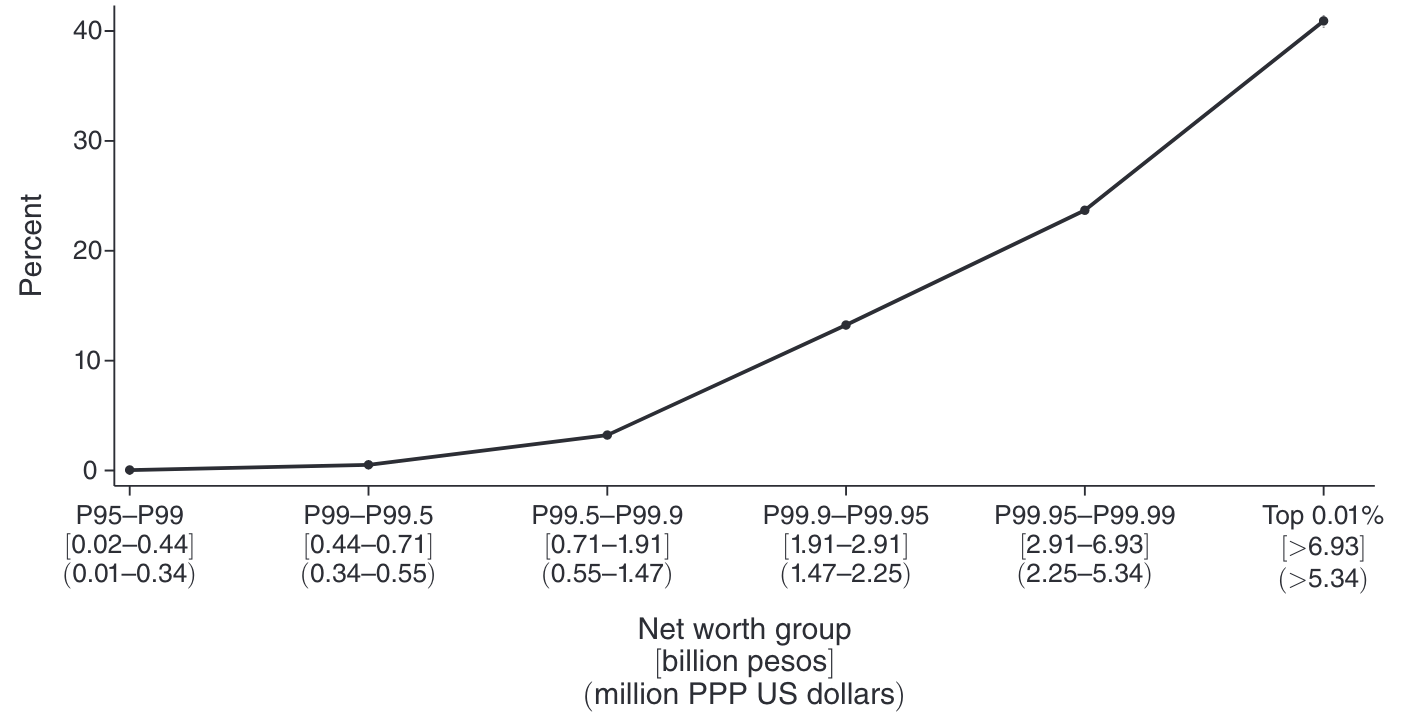 Percent
40
30
20
10
0
P95–P99 P99–P99.5 P99.5–P99.9 P99.9–P99.95 P99.95–P99.99 Top 0.01%
[0.02–0.44] [0.44–0.71] [0.71–1.91] [1.91–2.91] [2.91–6.93] [>6.93]
(0.01–0.34) (0.34–0.55) (0.55–1.47) (1.47–2.25) (2.25–5.34) (>5.34)
Net worth group
[billion pesos]
(million PPP US dollars)